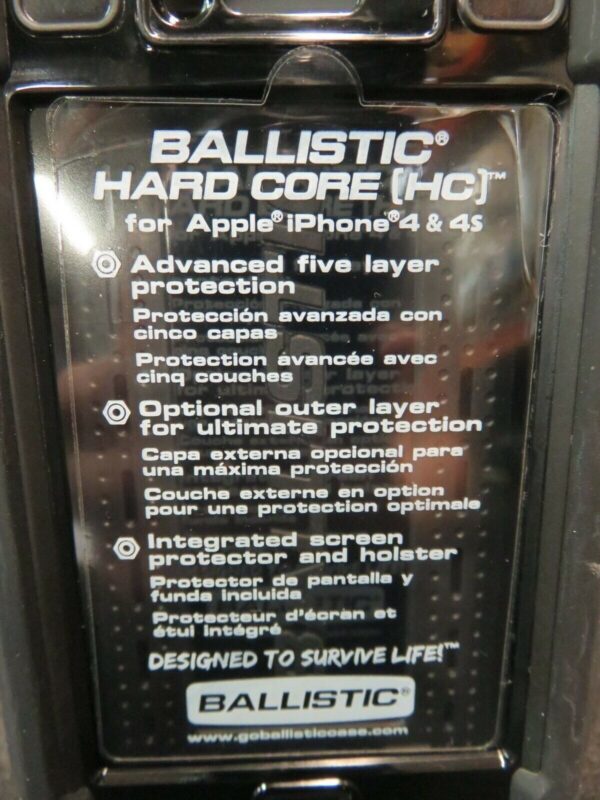 BALLISTIC®
HARD CORE (HC)™
for Apple® iPhone® 4 & 4S
Advanced five layer
protection
Protección avanzada con
cinco capas
Protection avancée avec
cinq couches
Optional outer layer
for ultimate protection
Capa externa opcional para
una máxima protección
Couche externe en option
pour une protection optimale
Integrated screen
protector and holster
Protector de pantalla y
funda incluida
Protecteur d'écran et
étui intégré
DESIGNED TO SURVIVE LIFE!™
BALLISTIC®
www.goballisticcase.com